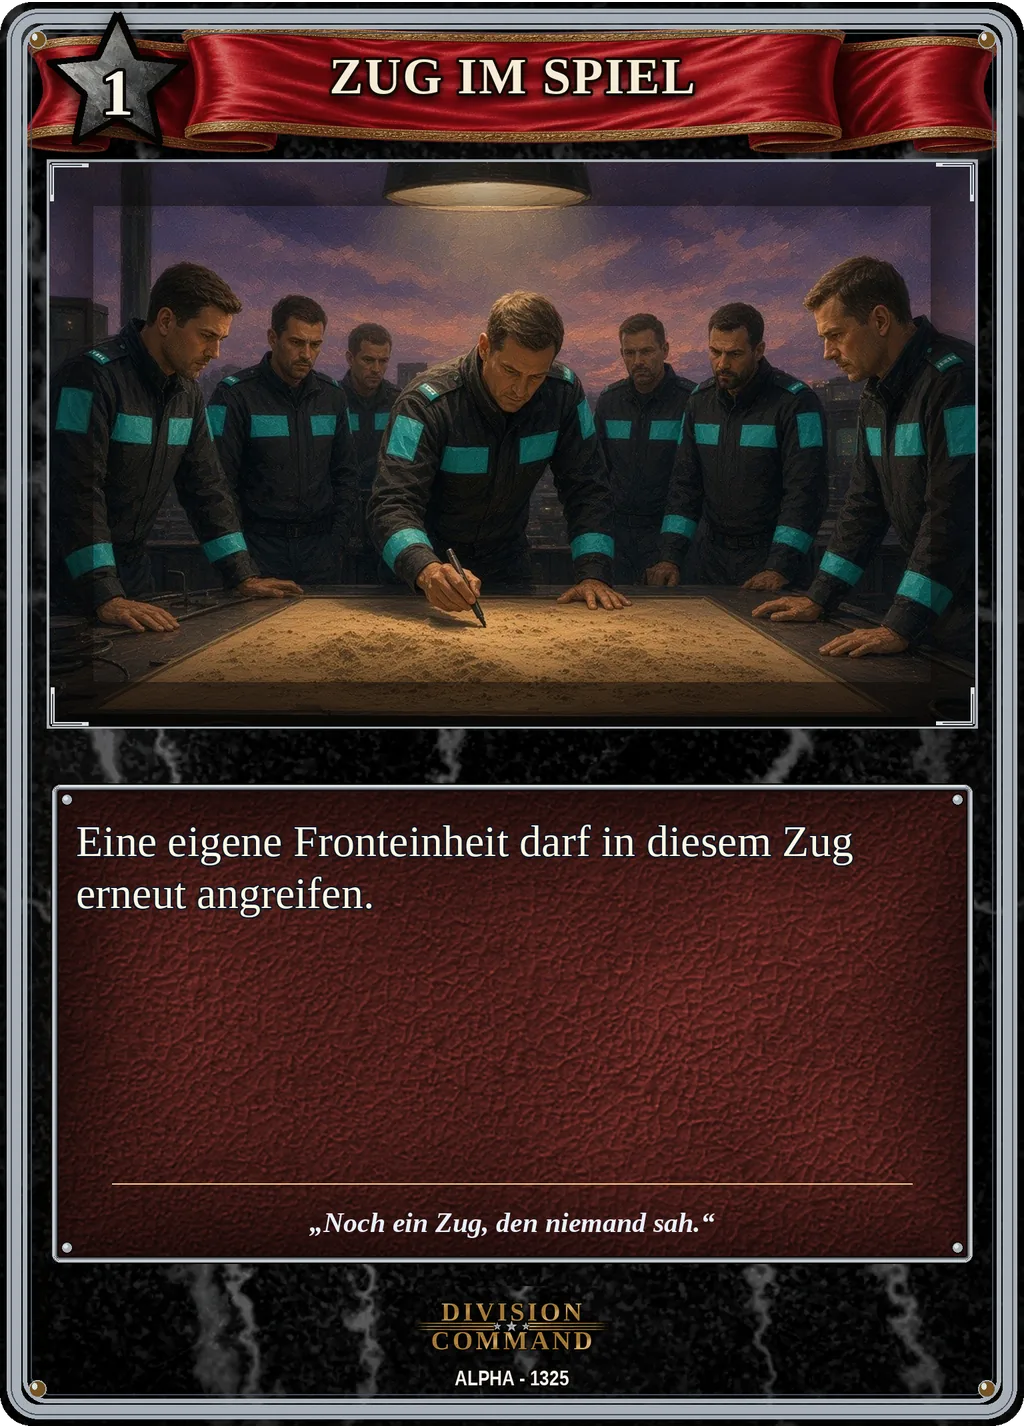 1
ZUG IM SPIEL
Eine eigene Fronteinheit darf in diesem Zug
erneut angreifen.
„Noch ein Zug, den niemand sah.“
DIVISION
COMMAND
ALPHA - 1325